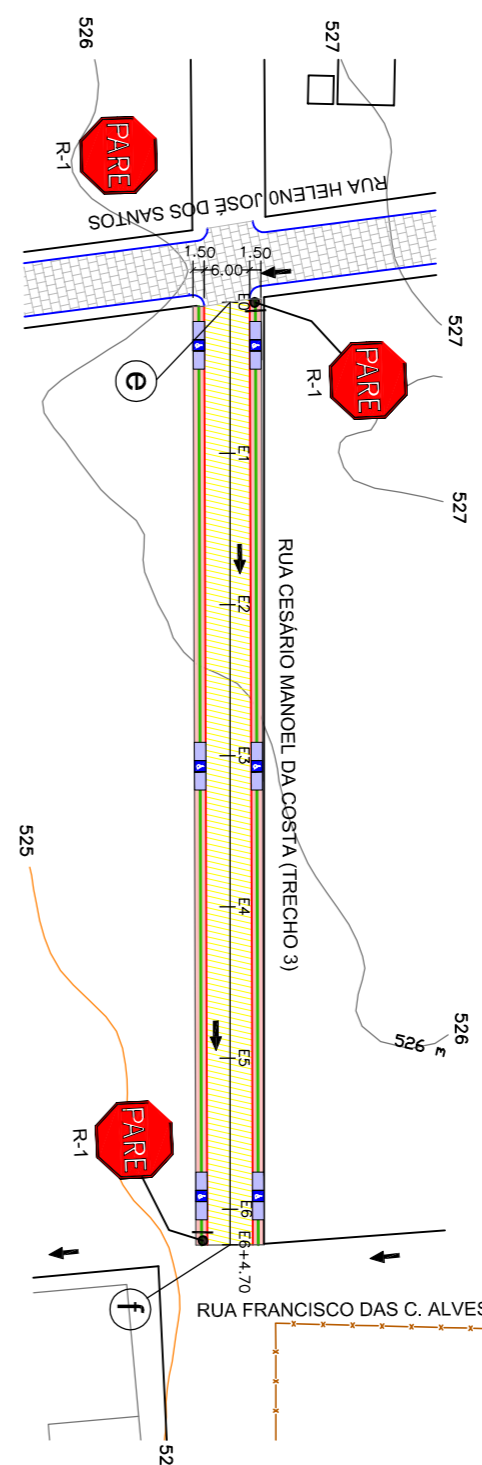 526
527
PARE
R-1
RUA HELENO JOSÉ DOS SANTOS
1.50
6.00
1.50
E0
527
PARE
R-1
e
527
E1
E2
RUA CESÁRIO MANOEL DA COSTA (TRECHO 3)
E3
525
E4
526
526
E5
PARE
R-1
E6
E6+4.70
f
RUA FRANCISCO DAS C. ALVES
52